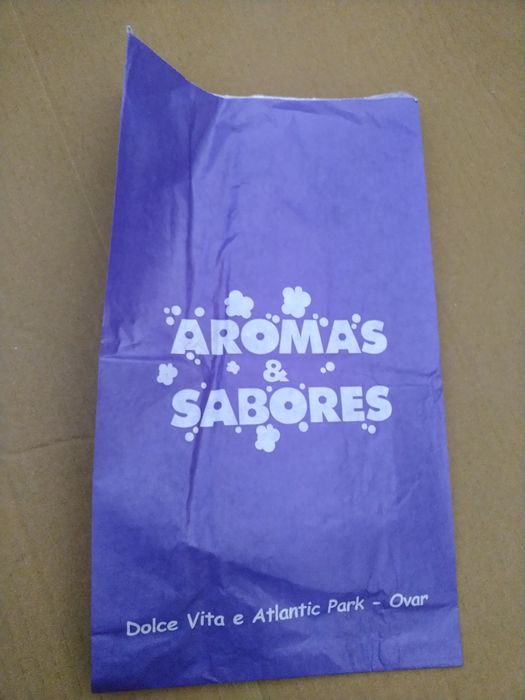 AROMAS
&
SABORES
Dolce Vita e Atlantic Park - Ovar